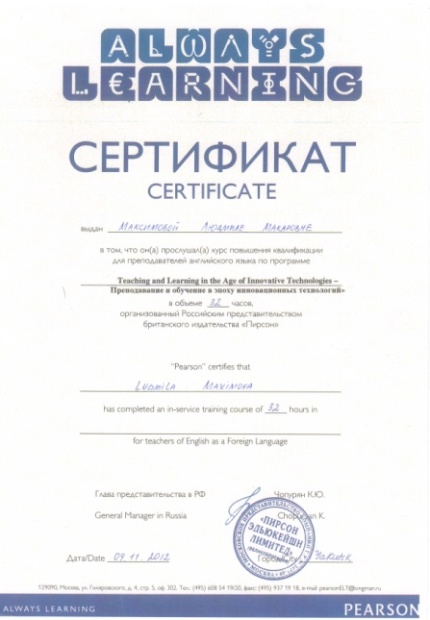 ALWAYS
LEARNING
СЕРТИФИКАТ
CERTIFICATE
выдан Максимовой Людмиле Макаровне
в том, что он(а) прослушал(а) курс повышения квалификации
для преподавателей английского языка по программе
Teaching and Learning in the Age of Innovative Technologies –
Преподавание и обучение в эпоху инновационных технологий»
в объеме 32 часов,
организованный Российским представительством
британского издательства «Пирсон»
"Pearson" certifies that
Ludmila Maximova
has completed an in-service training course of 32 hours in
for teachers of English as a Foreign Language
Глава представительства в РФ Чопурян К.Ю.
General Manager in Russia K.
«ПИРСОН
ЭДЬЮКЕЙШН
ЛИМИТЕД»
МОСКВА
Дата/Date 09.11.2012 Якутск
129090, Москва, ул. Гиляровского, д. 4, стр. 5, оф. 302. Тел.: (495) 608 54 19/20, факс: (495) 937 19 18, e-mail: pearsonELT@longman.ru
ALWAYS LEARNING PEARSON